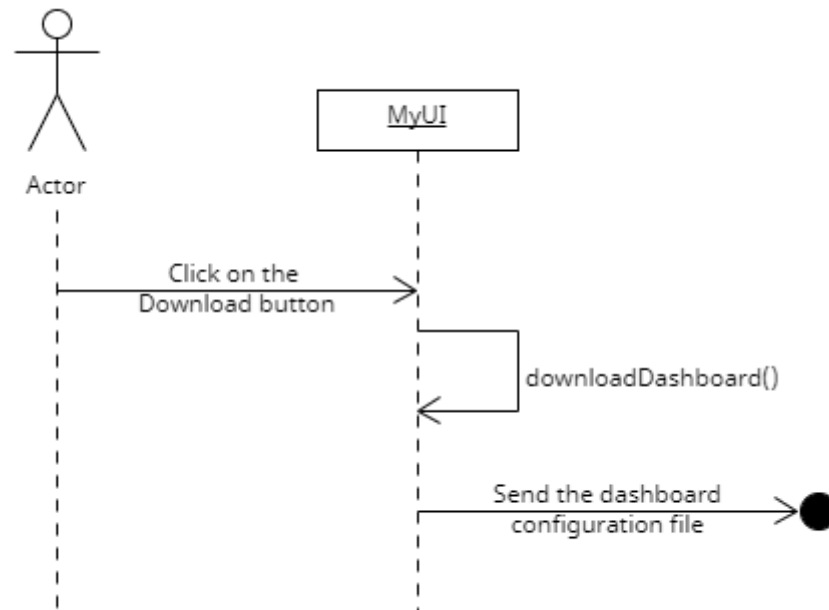 MyUI
Actor
Click on the
Download button
downloadDashboard()
Send the dashboard
configuration file